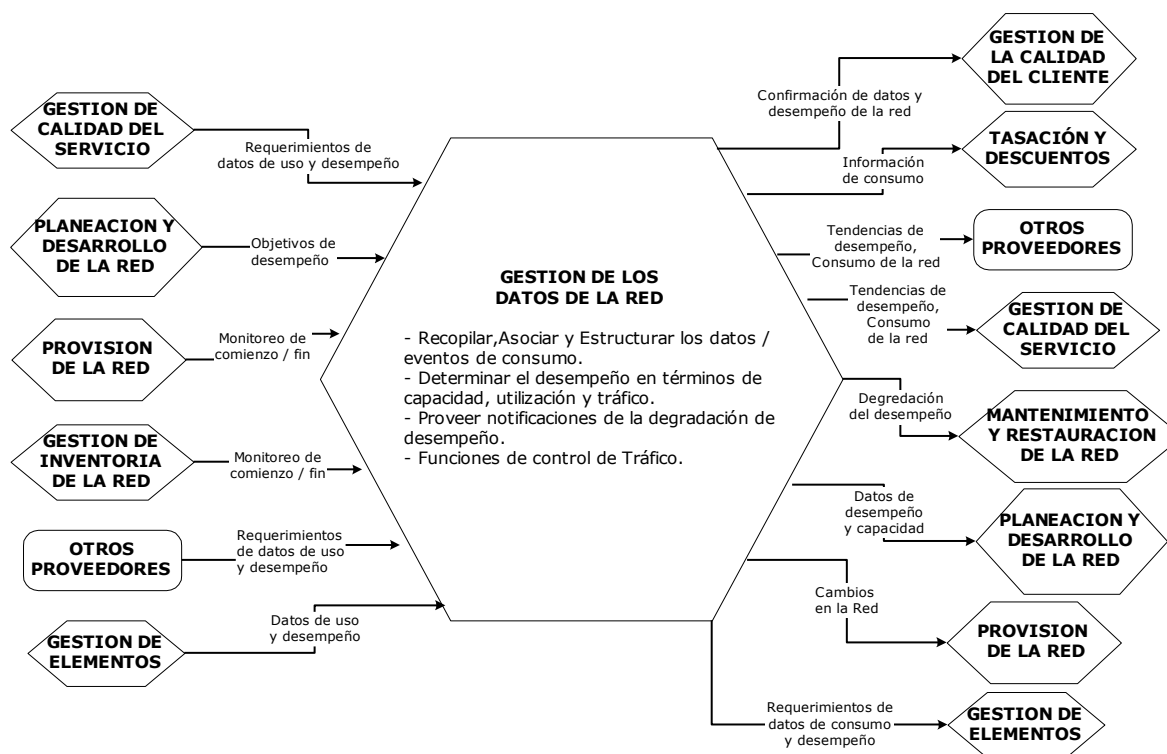 GESTION DE
CALIDAD DEL
SERVICIO
Requerimientos de
datos de uso y desempeño
PLANEACION Y
DESARROLLO
DE LA RED
Objetivos de
desempeño
PROVISION
DE LA RED
Monitoreo de
comienzo / fin
GESTION DE
INVENTORIA
DE LA RED
Monitoreo de
comienzo / fin
OTROS
PROVEEDORES
Requerimientos
de datos de uso
y desempeño
GESTION DE
ELEMENTOS
Datos de uso
y desempeño
GESTION DE LOS
DATOS DE LA RED
- Recopilar,Asociar y Estructurar los datos /
eventos de consumo.
- Determinar el desempeño en términos de
capacidad, utilización y tráfico.
- Proveer notificaciones de la degradación de
desempeño.
- Funciones de control de Tráfico.
Confirmación de datos y
desempeño de la red
GESTION DE
LA CALIDAD
DEL CLIENTE
Información
de consumo
TASACIÓN Y
DESCUENTOS
Tendencias de
desempeño,
Consumo de la red
OTROS
PROVEEDORES
Tendencias de
desempeño,
Consumo
de la red
GESTION DE
CALIDAD DEL
SERVICIO
Degredación
del desempeño
MANTENIMIENTO
Y RESTAURACION
DE LA RED
Datos de
desempeño
y capacidad
PLANEACION Y
DESARROLLO
DE LA RED
Cambios
en la Red
PROVISION
DE LA RED
Requerimientos de
datos de consumo
y desempeño
GESTION DE
ELEMENTOS